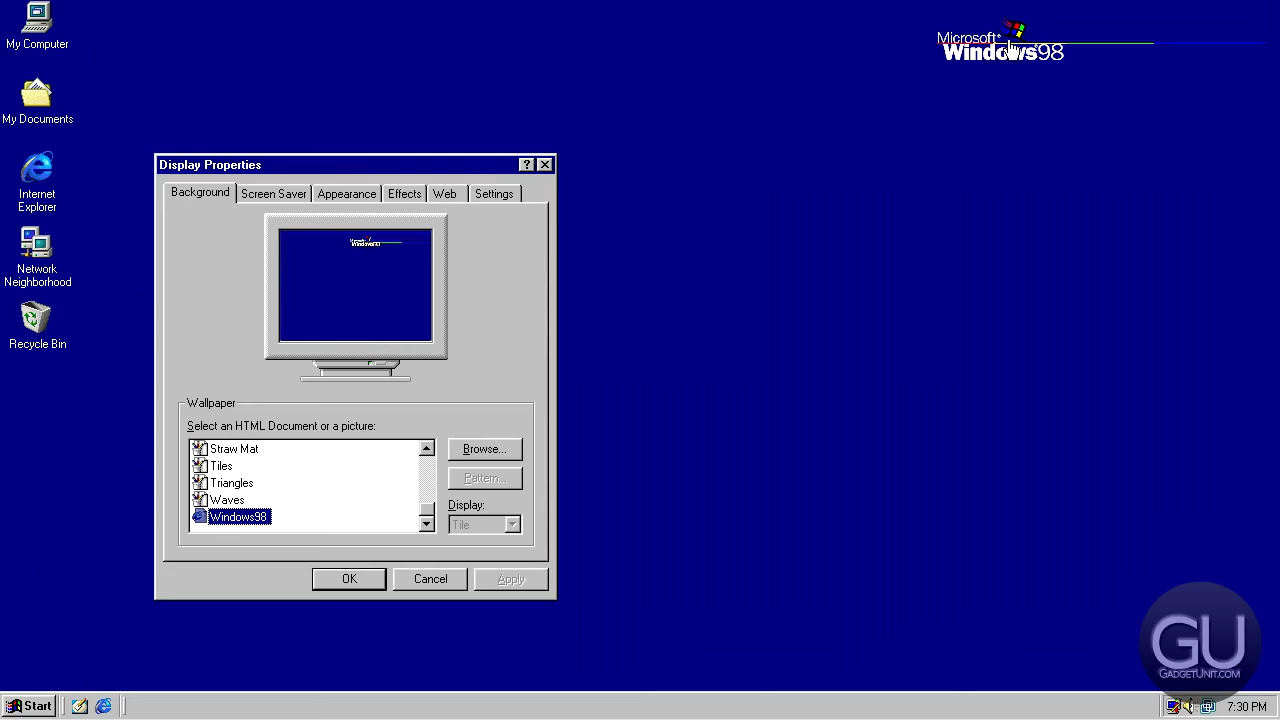 My Computer
My Documents
Internet
Explorer
Network
Neighborhood
Recycle Bin
Microsoft®
Windows98
Display Properties
Background
Screen Saver
Appearance
Effects
Web
Settings
Microsoft
Windows98
Wallpaper
Select an HTML Document or a picture:
Straw Mat
Tiles
Triangles
Waves
Windows98
Browse...
Pattern...
Display:
Tile
OK
Cancel
Apply
GU
GADGETUNIT.COM
Start
7:30 PM